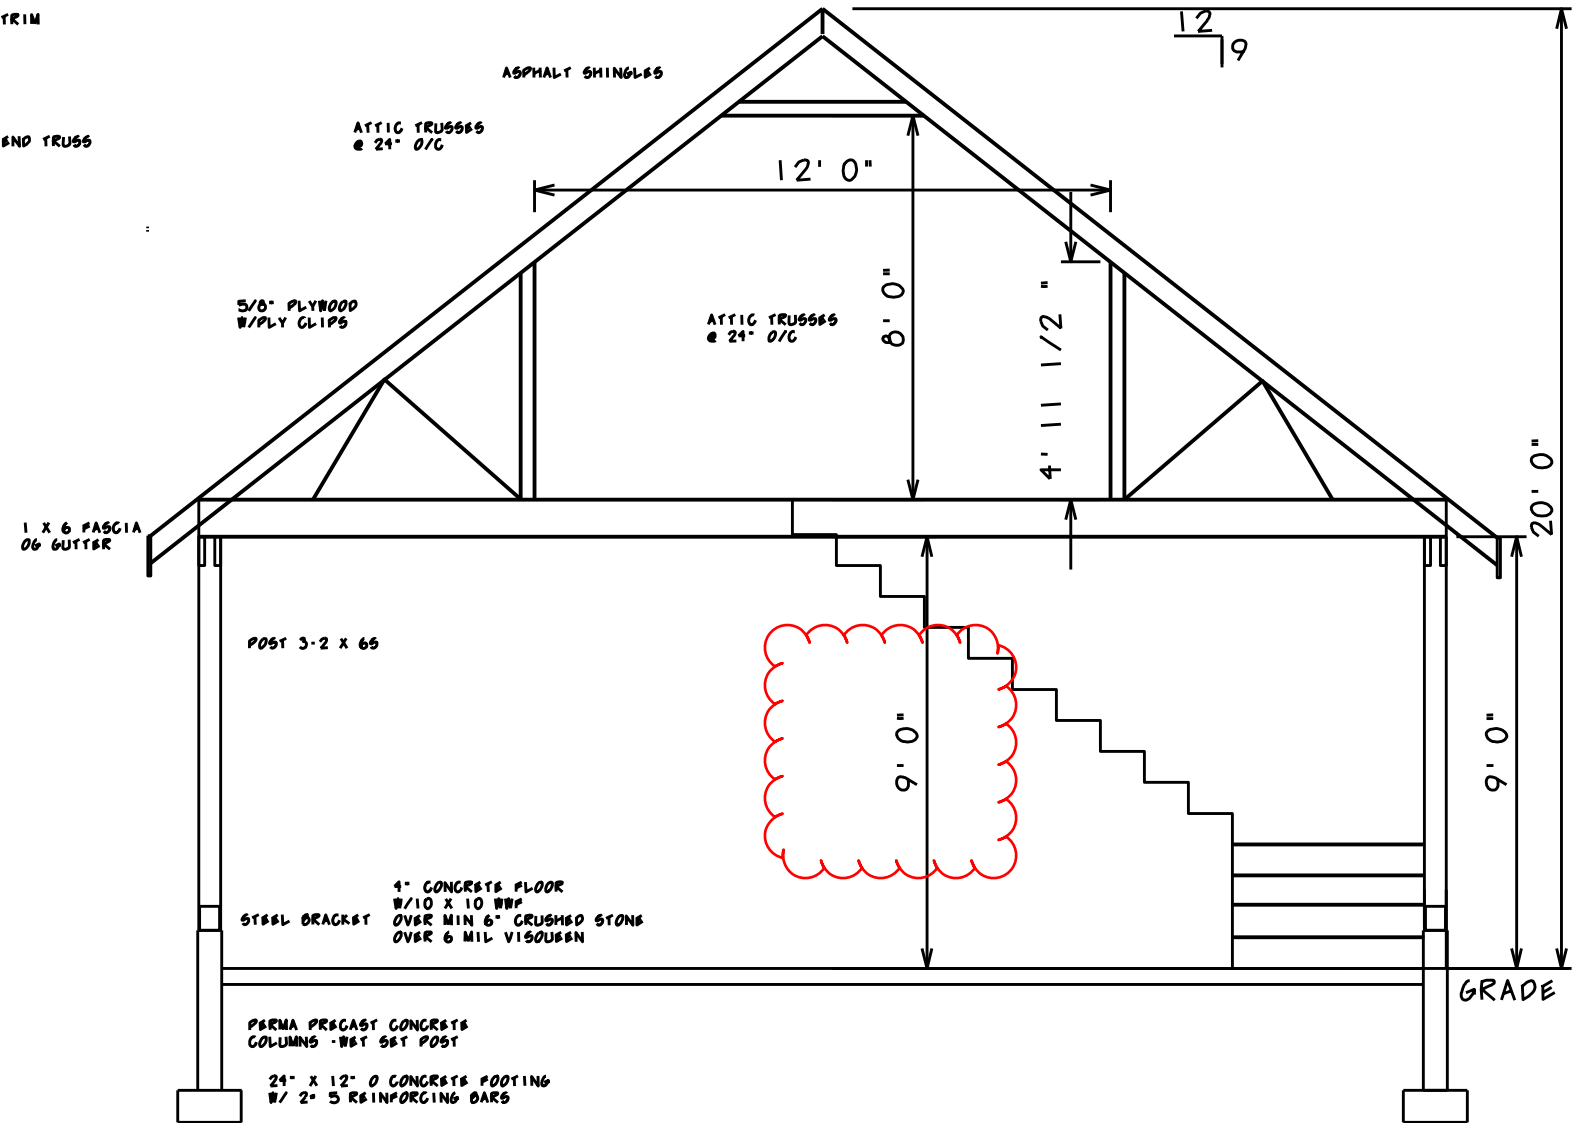 TRIM
12
9
ASPHALT SHINGLES
ATTIC TRUSSES
@ 24" O/C
END TRUSS
12' 0"
5/8" PLYWOOD
W/PLY CLIPS
8' 0"
ATTIC TRUSSES
@ 24" O/C
4' 11 1/2 "
20' 0"
1 X 6 FASCIA
OG GUTTER
POST 3-2 X 6S
9' 0"
9' 0"
4" CONCRETE FLOOR
W/10 X 10 WWF
STEEL BRACKET OVER MIN 6" CRUSHED STONE
OVER 6 MIL VISQUEEN
GRADE
PERMA PRECAST CONCRETE
COLUMNS -WET SET POST
24" X 12" O CONCRETE FOOTING
W/ 2" 5 REINFORCING BARS